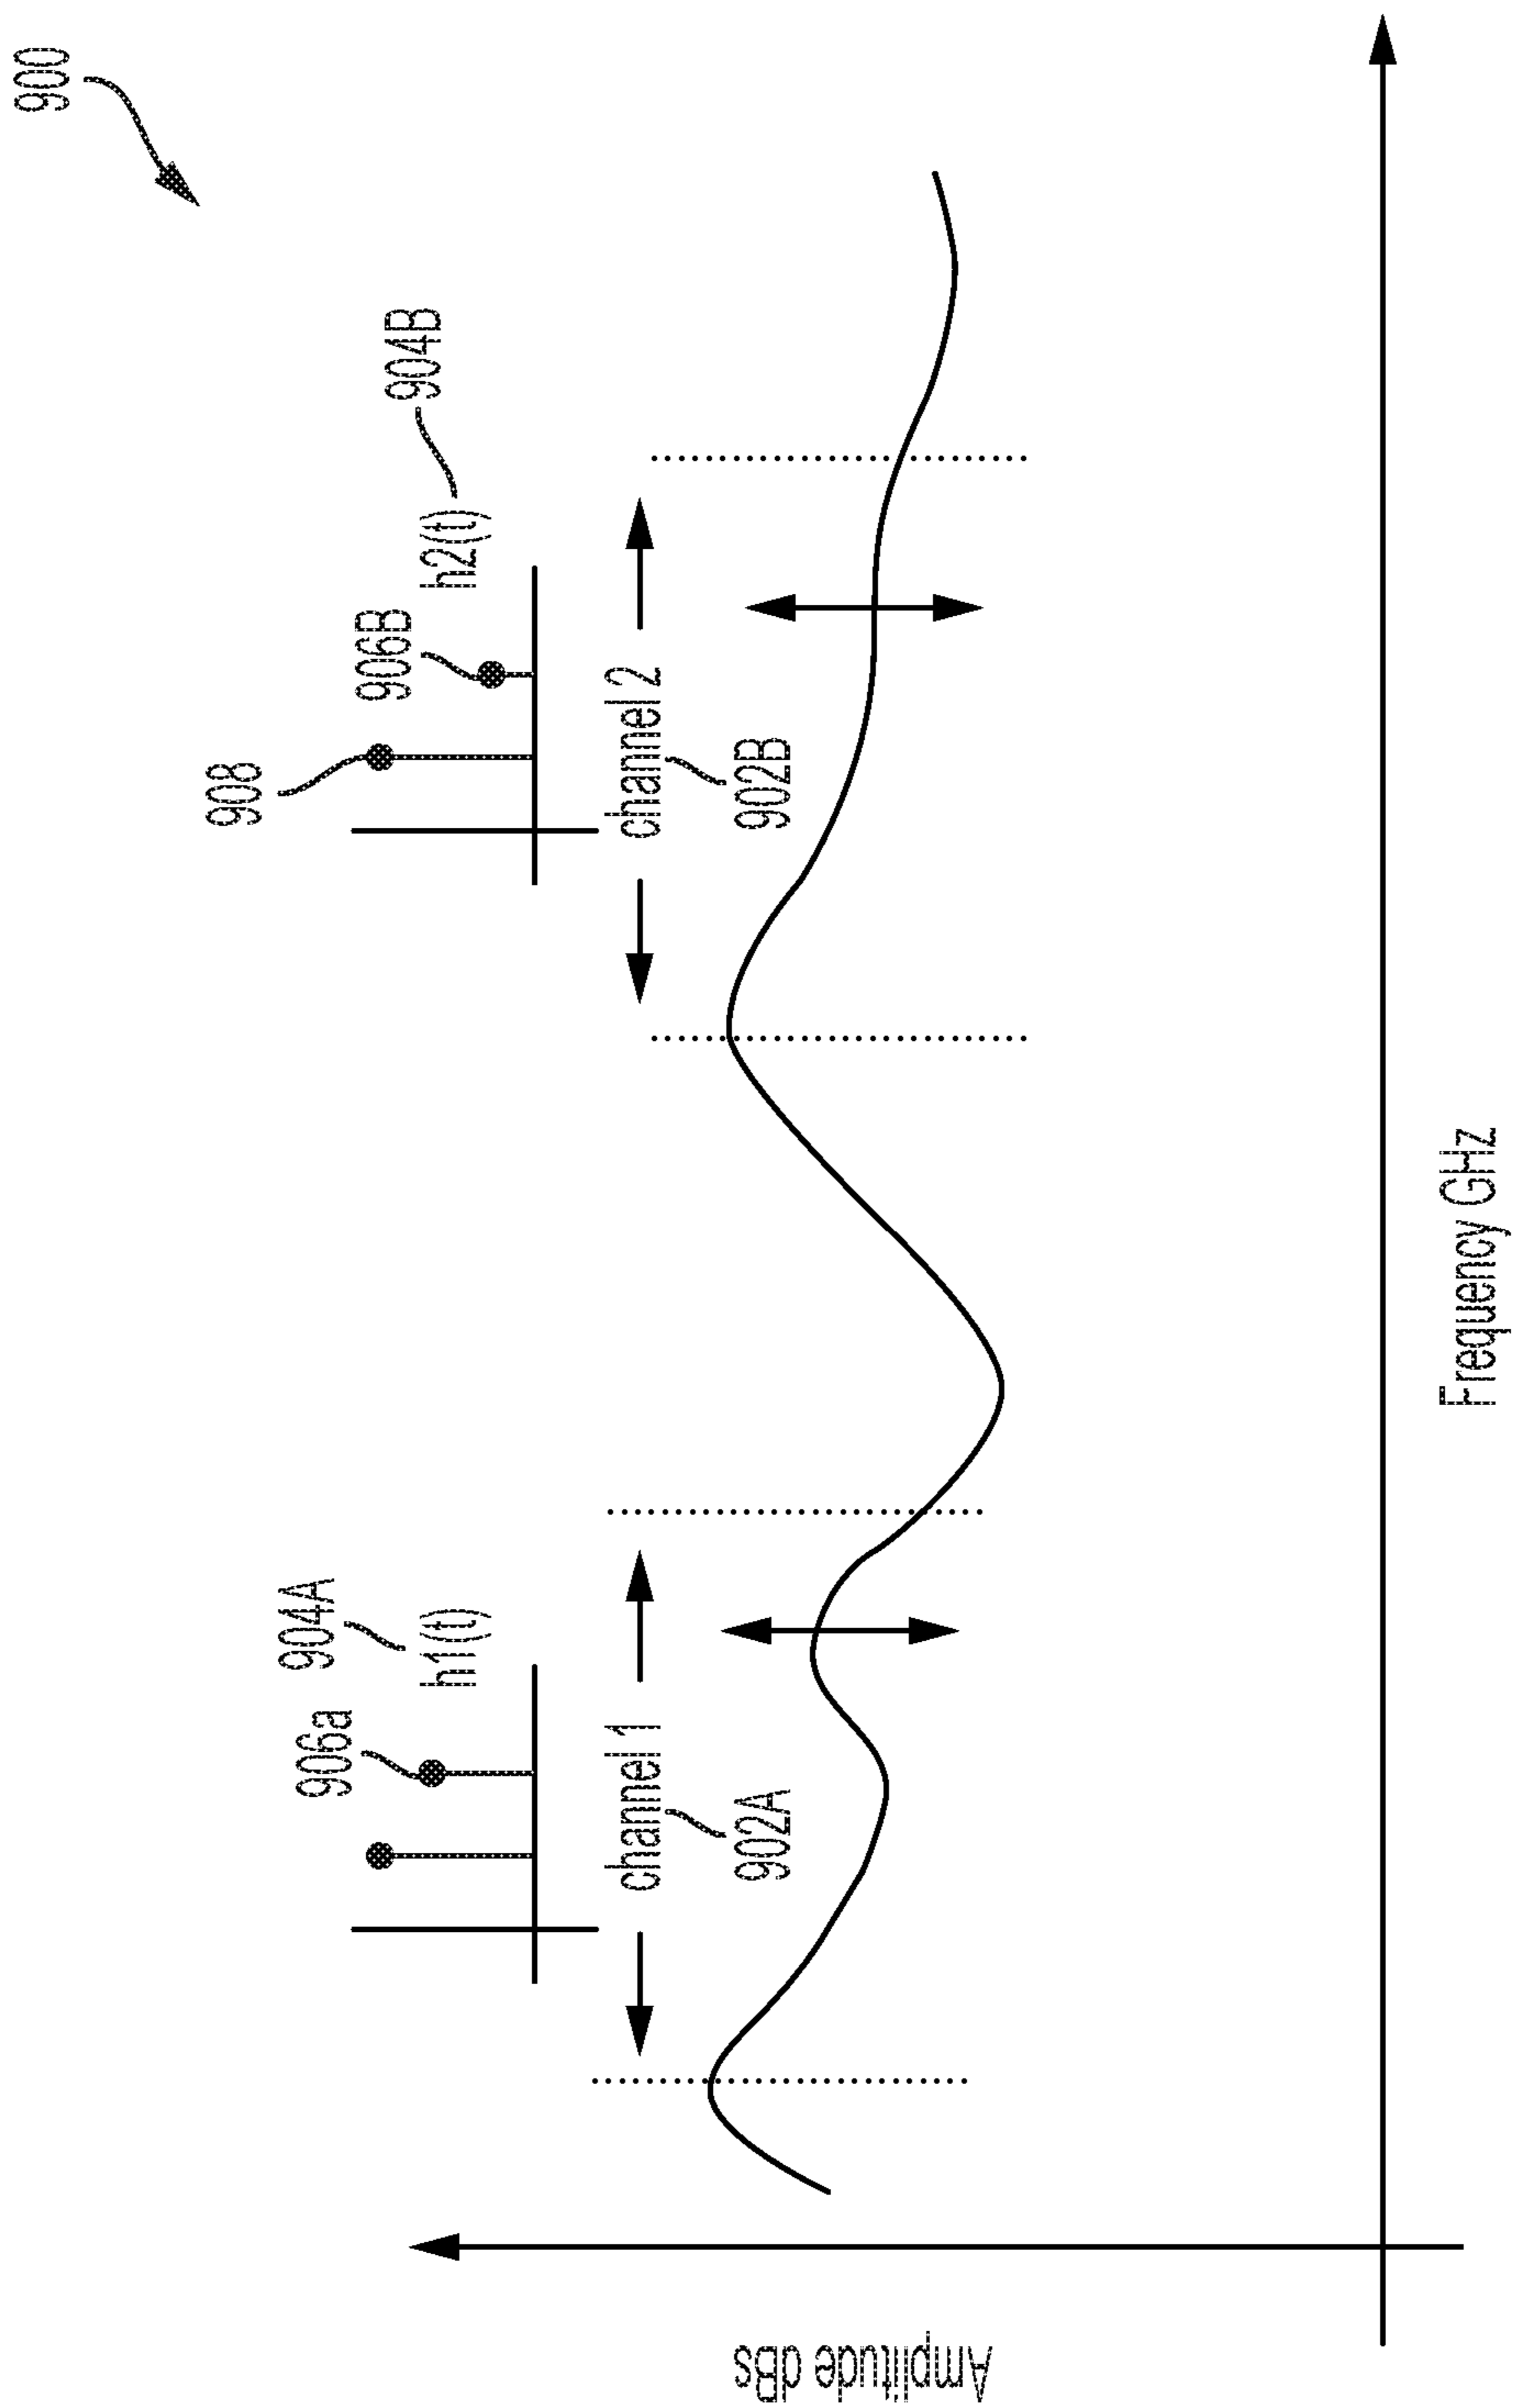 900
904A
h1(t)
906a
channel 1
902A
904B
h2(t)
906B
908
channel 2
902B
Amplitude dBs
Frequency GHz